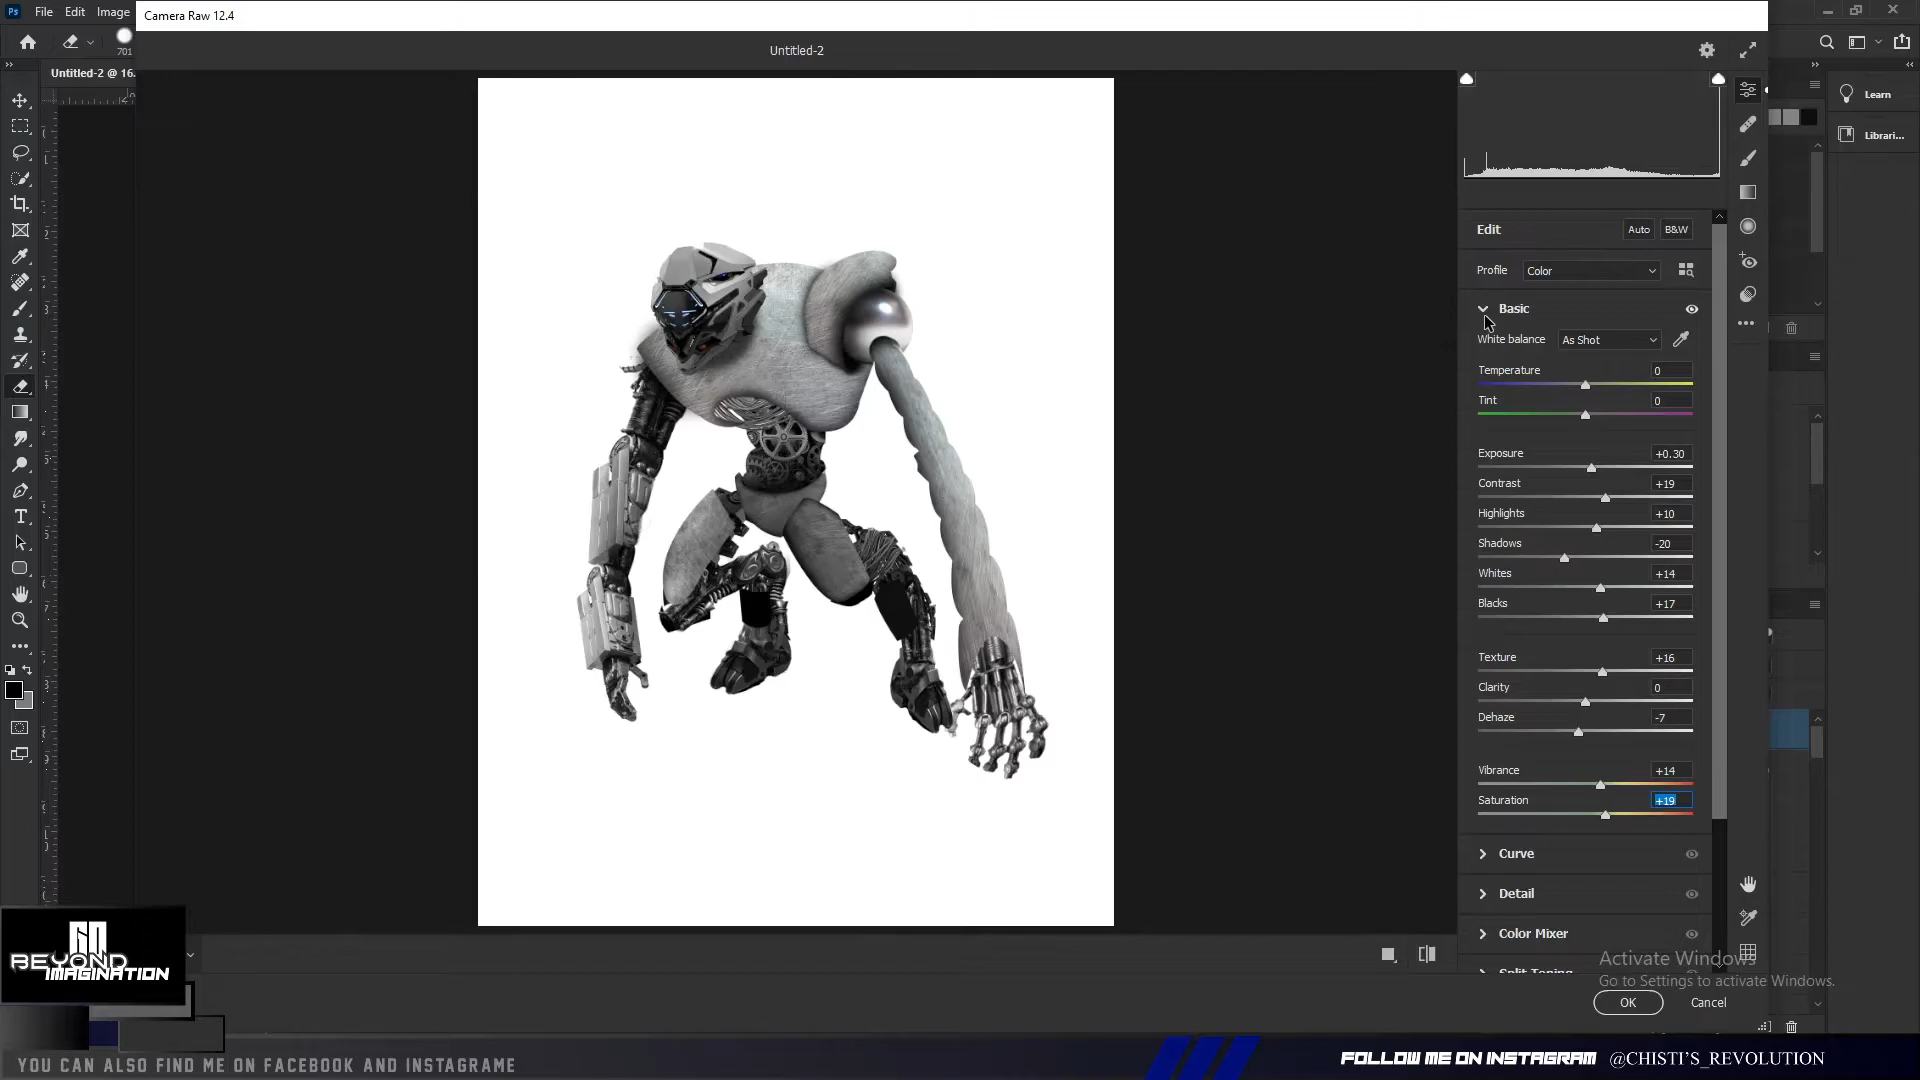 Camera Raw 12.4
File Edit Image
Untitled-2
701
Untitled-2 @ 16.
Learn
Librari...
Edit
Auto
B&W
Profile
Color
Basic
White balance
As Shot
Temperature
0
Tint
0
Exposure
+0.30
Contrast
+19
Highlights
+10
Shadows
-20
Whites
+14
Blacks
+17
Texture
+16
Clarity
0
Dehaze
-7
Vibrance
+14
Saturation
+19
Curve
Detail
Color Mixer
Split Toning
Activate Windows
Go to Settings to activate Windows.
OK
Cancel
BEYOND
IMAGINATION
YOU CAN ALSO FIND ME ON FACEBOOK AND INSTAGRAME
FOLLOW ME ON INSTAGRAM @CHISTI'S_REVOLUTION